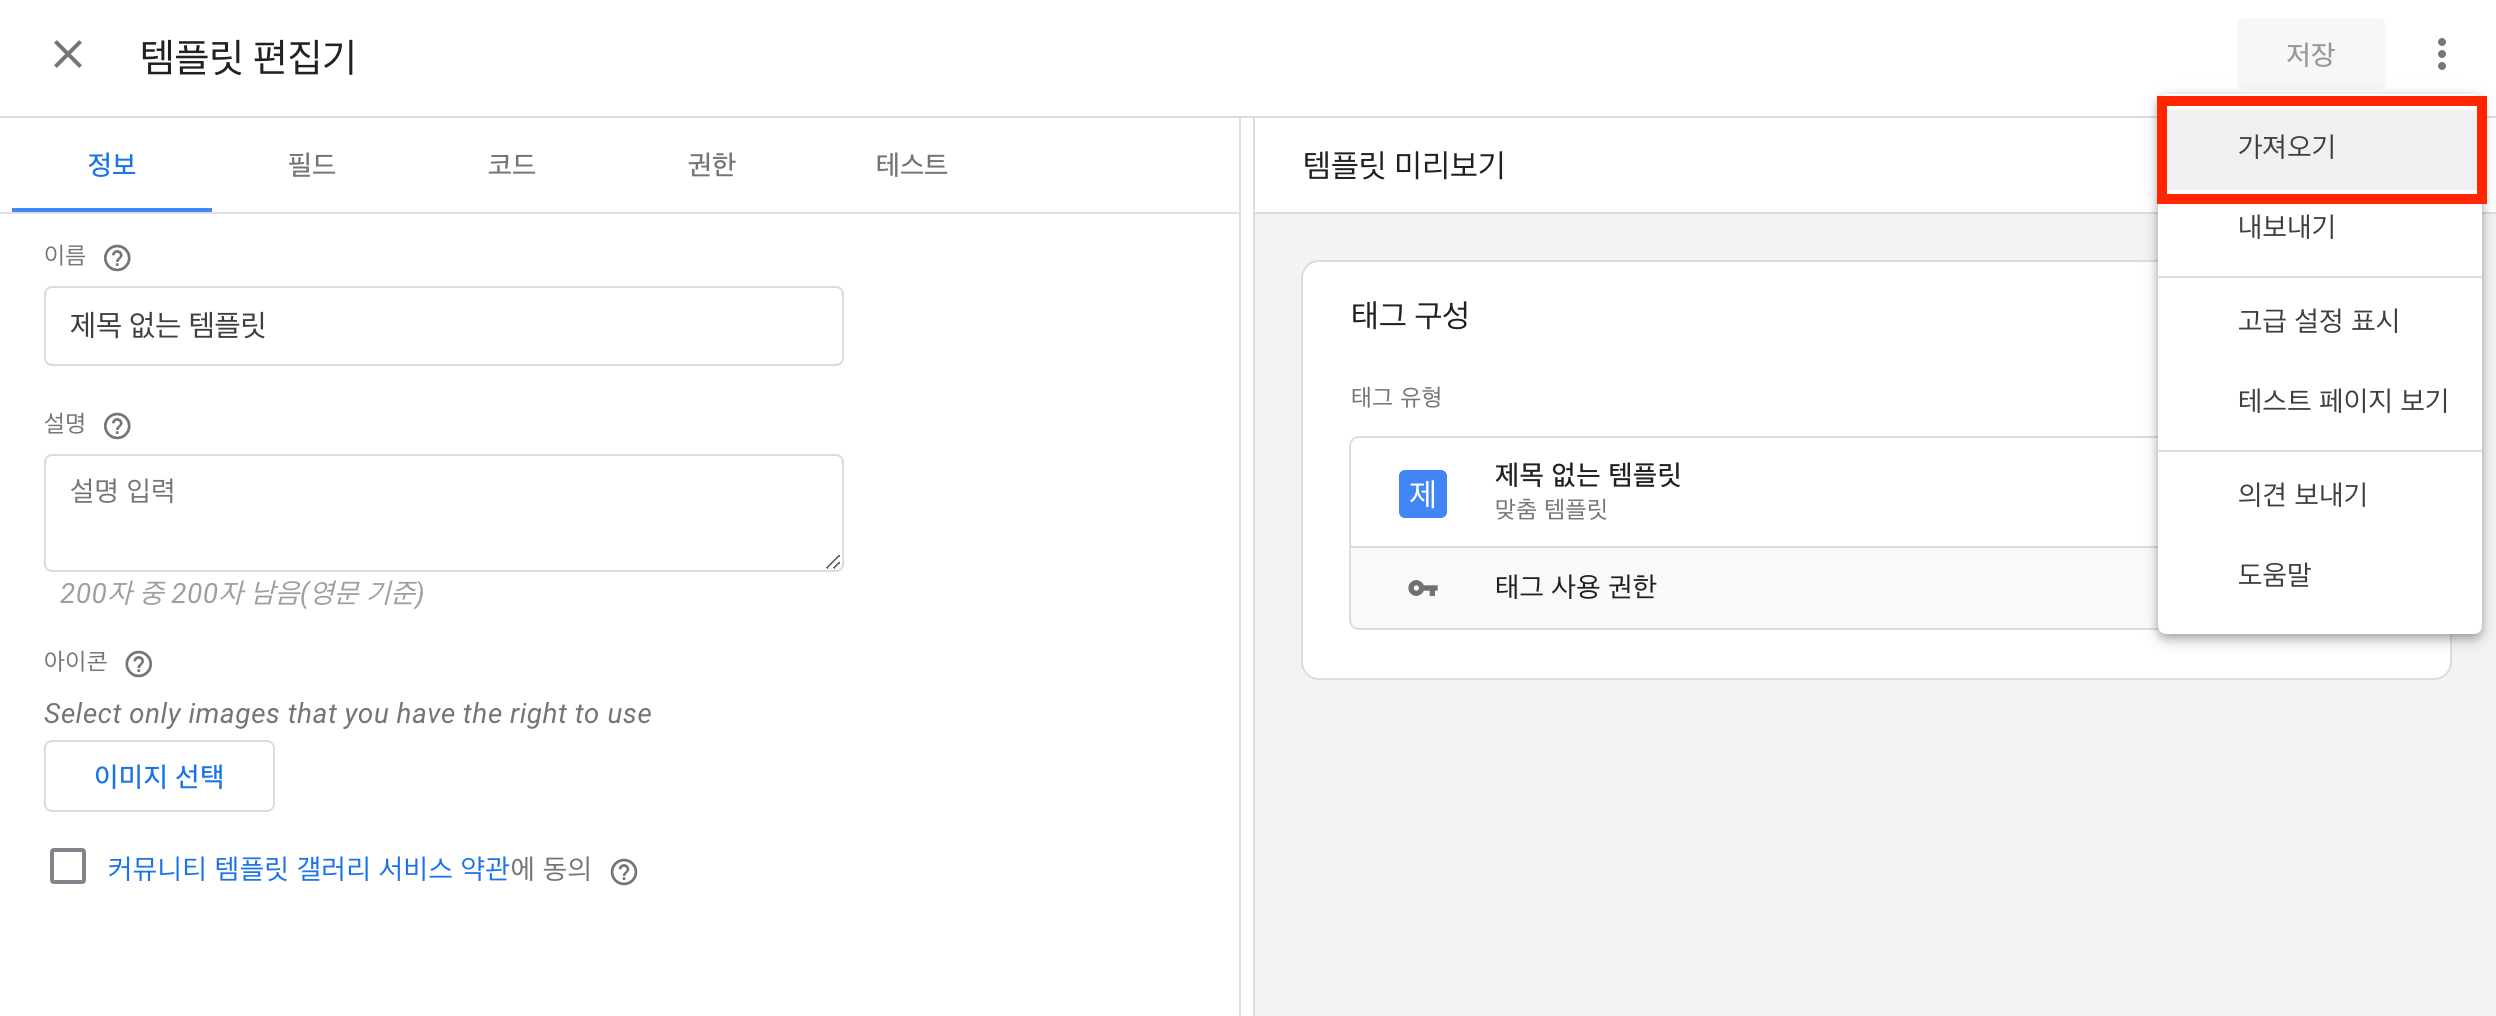 템플릿 편집기
저장
정보
필드
코드
권한
테스트
이름
제목 없는 템플릿
설명
설명 입력
200자 중 200자 남음(영문 기준)
아이콘
Select only images that you have the right to use
이미지 선택
커뮤니티 템플릿 갤러리 서비스 약관에 동의
템플릿 미리보기
태그 구성
태그 유형
제
제목 없는 템플릿
맞춤 템플릿
태그 사용 권한
가져오기
내보내기
고급 설정 표시
테스트 페이지 보기
의견 보내기
도움말